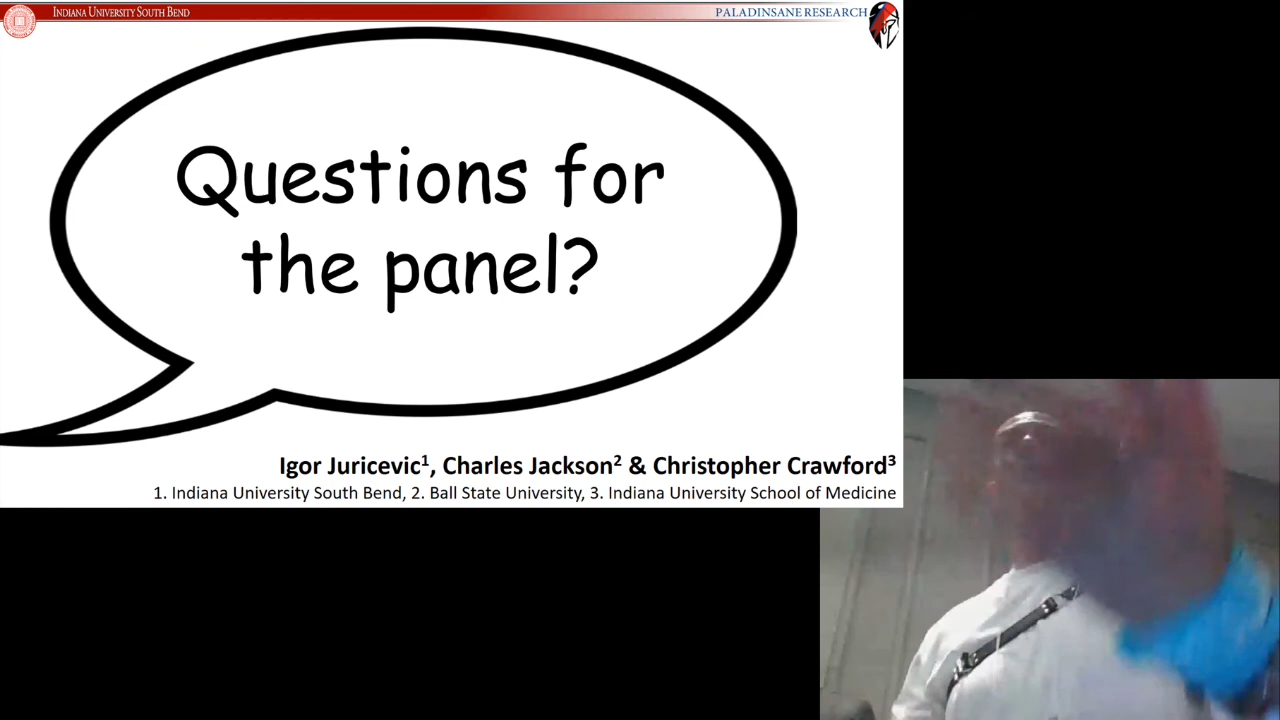 INDIANA UNIVERSITY SOUTH BEND
PALADINSANE RESEARCH
Questions for
the panel?
Igor Juricevic¹, Charles Jackson² & Christopher Crawford³
1. Indiana University South Bend, 2. Ball State University, 3. Indiana University School of Medicine